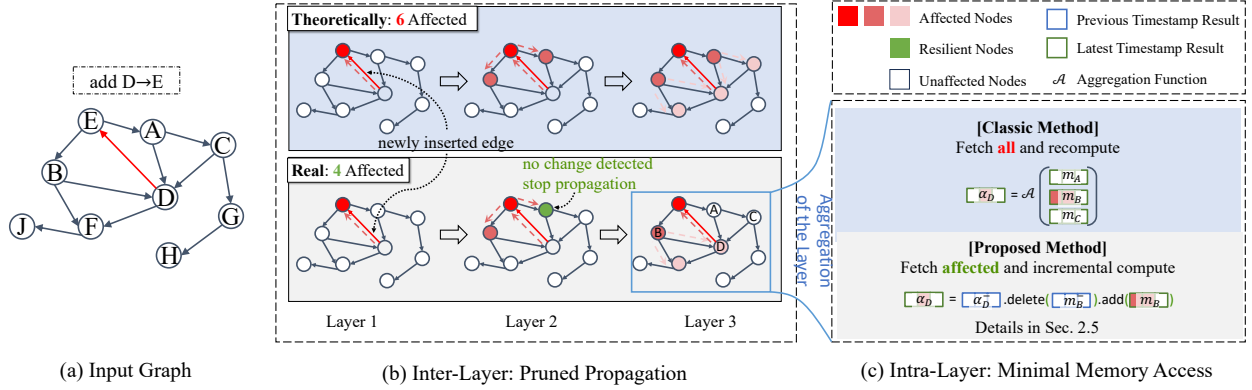 add D→E
E
A
C
B
D
G
J
F
H
(a) Input Graph
Theoretically: 6 Affected
newly inserted edge
Real: 4 Affected
no change detected
stop propagation
A
C
B
D
Layer 1
Layer 2
Layer 3
(b) Inter-Layer: Pruned Propagation
Aggregation
of the Layer
Affected Nodes
Resilient Nodes
Unaffected Nodes
Previous Timestamp Result
Latest Timestamp Result
𝒜 Aggregation Function
[Classic Method]
Fetch all and recompute
α_D = 𝒜
m_A
m_B
m_C
[Proposed Method]
Fetch affected and incremental compute
α_D = α_D^-.delete(m_B^-).add(m_B)
Details in Sec. 2.5
(c) Intra-Layer: Minimal Memory Access